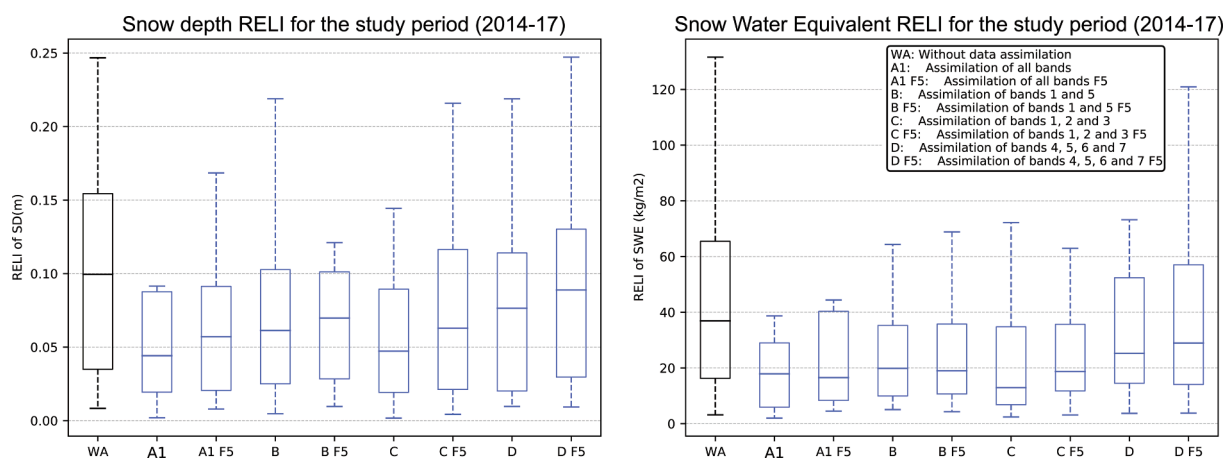 Snow depth RELI for the study period (2014-17)
RELI of SD(m)
0.25
0.20
0.15
0.10
0.05
0.00
WA A1 A1 F5 B B F5 C C F5 D D F5
Snow Water Equivalent RELI for the study period (2014-17)
RELI of SWE (kg/m2)
120
100
80
60
40
20
0
WA: Without data assimilation
A1: Assimilation of all bands
A1 F5: Assimilation of all bands F5
B: Assimilation of bands 1 and 5
B F5: Assimilation of bands 1 and 5 F5
C: Assimilation of bands 1, 2 and 3
C F5: Assimilation of bands 1, 2 and 3 F5
D: Assimilation of bands 4, 5, 6 and 7
D F5: Assimilation of bands 4, 5, 6 and 7 F5
WA A1 A1 F5 B B F5 C C F5 D D F5